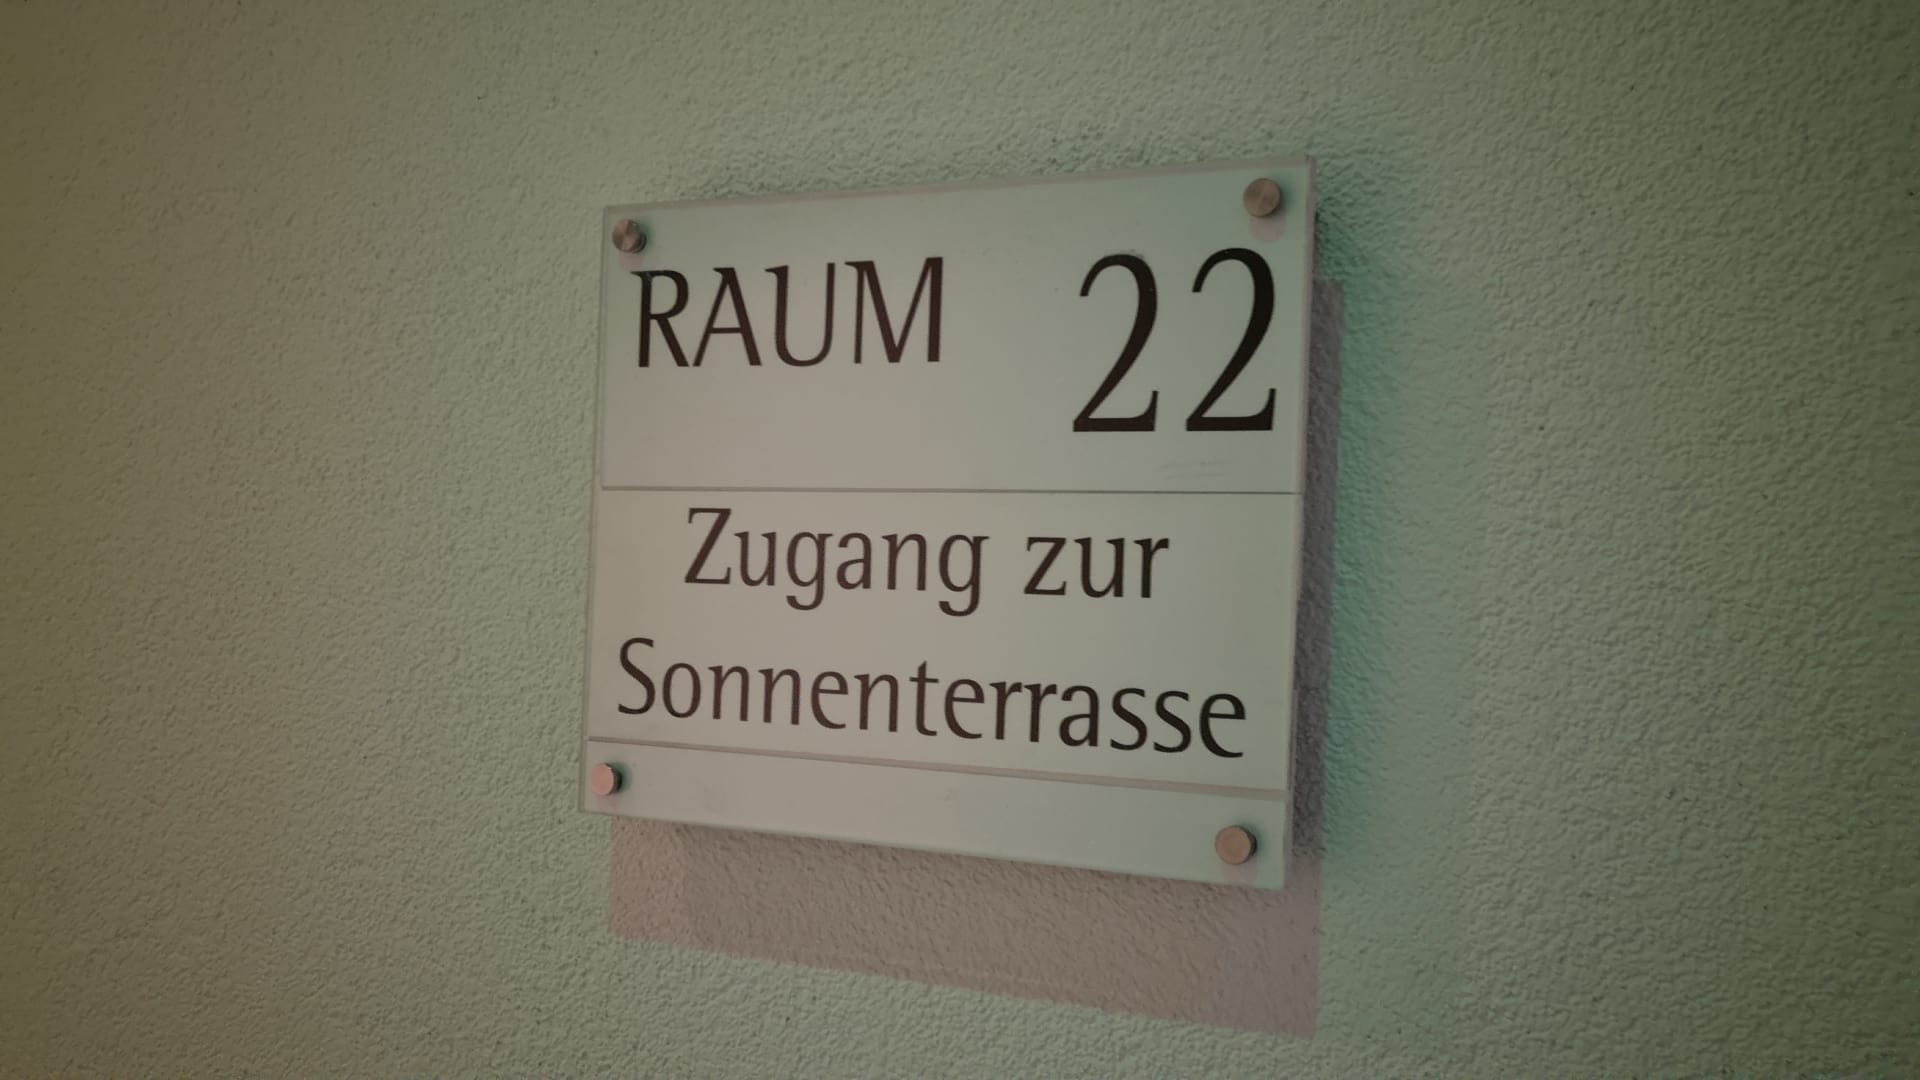 RAUM 22
Zugang zur
Sonnenterrasse